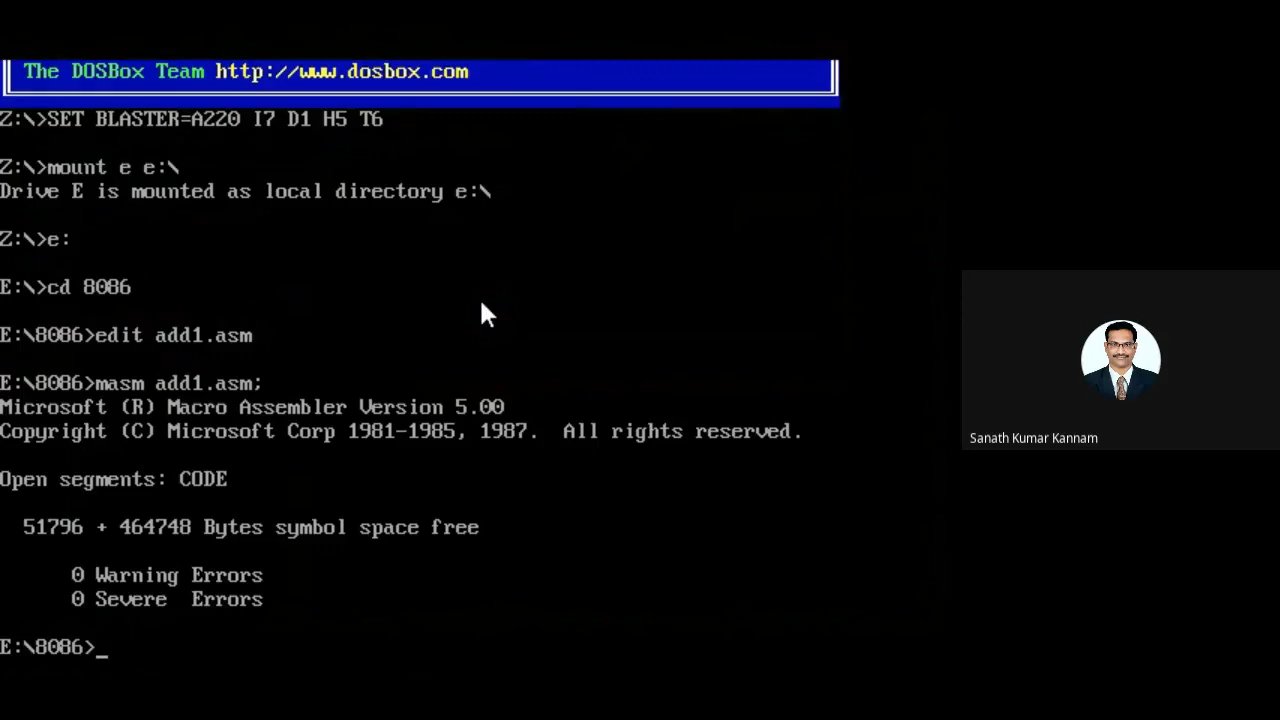 The DOSBox Team http://www.dosbox.com
Z:\>SET BLASTER=A220 I7 D1 H5 T6
Z:\>mount e e:\
Drive E is mounted as local directory e:\
Z:\>e:
E:\>cd 8086
E:\8086>edit add1.asm
E:\8086>masm add1.asm;
Microsoft (R) Macro Assembler Version 5.00
Copyright (C) Microsoft Corp 1981-1985, 1987.  All rights reserved.
Open segments: CODE
51796 + 464748 Bytes symbol space free
0 Warning Errors
0 Severe  Errors
E:\8086>_
Sanath Kumar Kannam